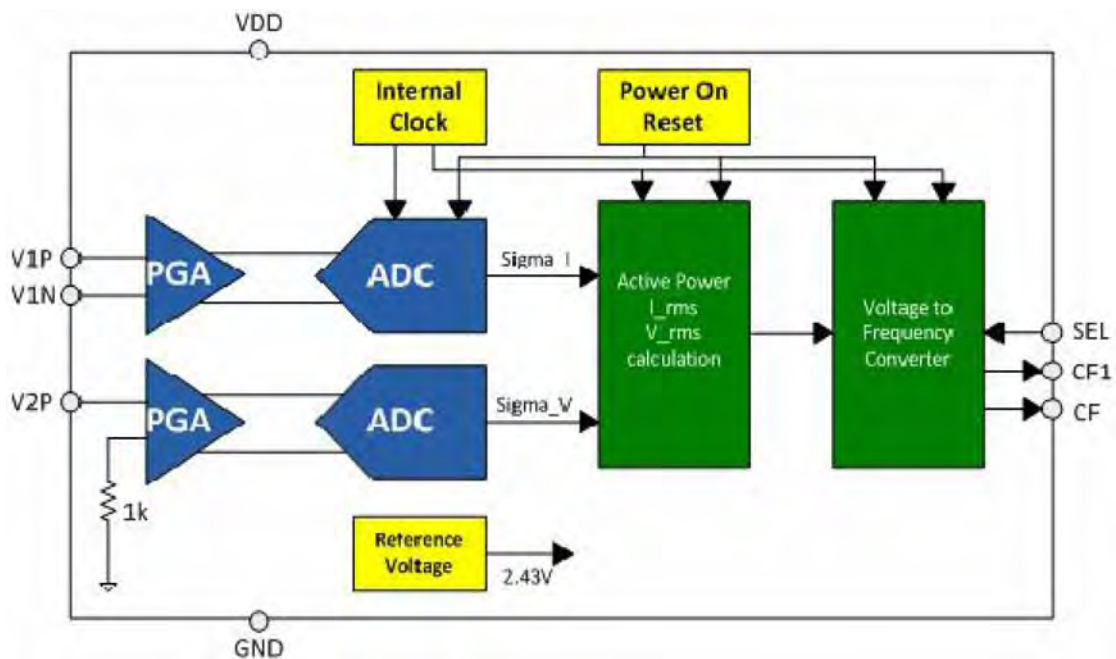 VDD
Internal
Clock
Power On
Reset
V1P
V1N
PGA
ADC
Sigma_I
Active Power
I_rms
V_rms
calculation
Voltage to
Frequency
Converter
SEL
CF1
CF
V2P
PGA
ADC
Sigma_V
1k
Reference
Voltage
2.43V
GND